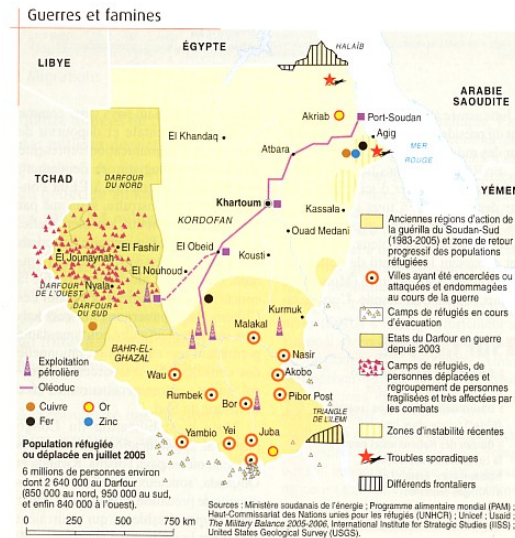 Guerres et famines
ÉGYPTE
HALAÏB
LIBYE
ARABIE
SAOUDITE
Akriab
Port-Soudan
El Khandaq
Agig
Atbara
MER
ROUGE
TCHAD
DARFOUR
DU NORD
YÉMEN
Khartoum
KORDOFAN
Kassala
Ouad Medani
El Fashir
El Jounaynah
El Obeid
Kousti
El Nouhoud
DARFOUR
DE L'OUEST
Nyala
DARFOUR
DU SUD
Kurmuk
Malakal
BAHR-EL-
GHAZAL
Nasir
Wau
Akobo
Rumbek
Bor
Pibor Post
TRIANGLE
DE L'ILEMI
Yambio
Yei
Juba
Exploitation
pétrolière
Oléoduc
Cuivre
Or
Fer
Zinc
Population réfugiée
ou déplacée en juillet 2005
6 millions de personnes environ
dont 2 640 000 au Darfour
(850 000 au nord, 950 000 au sud,
et enfin 840 000 à l'ouest).
0 250 500 750 km
Anciennes régions d'action de
la guérilla du Soudan-Sud
(1983-2005) et zone de retour
progressif des populations
réfugiées
Villes ayant été encerclées ou
attaquées et endommagées
au cours de la guerre
Camps de réfugiés en cours
d'évacuation
Etats du Darfour en guerre
depuis 2003
Camps de réfugiés, de
personnes déplacées et
regroupement de personnes
fragilisées et très affectées par
les combats
Zones d'instabilité récentes
Troubles sporadiques
Différends frontaliers
Sources : Ministère soudanais de l'énergie ; Programme alimentaire mondial (PAM) ;
Haut-Commissariat des Nations unies pour les réfugiés (UNHCR) ; Unicef ; Usaid ;
The Military Balance 2005-2006, International Institute for Strategic Studies (IISS) ;
United States Geological Survey (USGS).